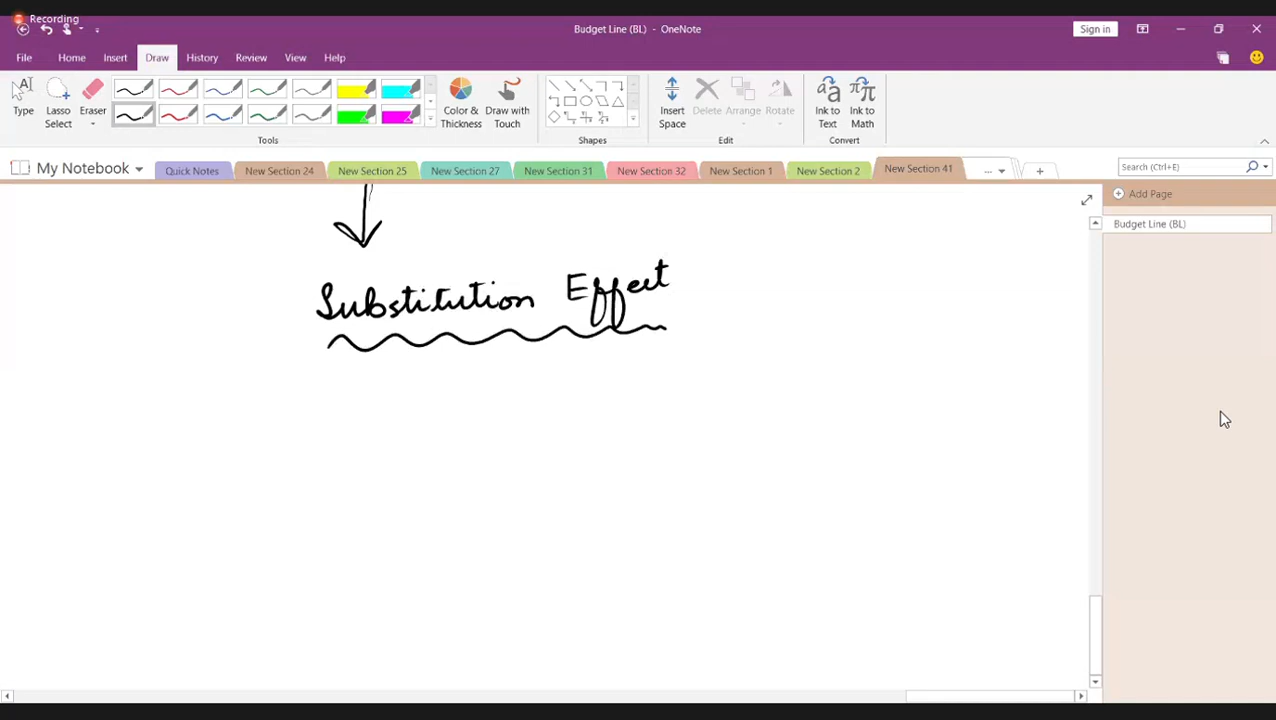 Recording
Budget Line (BL) - OneNote
Sign in
File Home Insert Draw History Review View Help
Type
Lasso Select
Eraser
Color & Thickness
Draw with Touch
Insert Space
Delete
Arrange
Rotate
Ink to Text
Ink to Math
Tools
Shapes
Edit
Convert
My Notebook
Quick Notes
New Section 24
New Section 25
New Section 27
New Section 31
New Section 32
New Section 1
New Section 2
New Section 41
...
Search (Ctrl+E)
Add Page
Budget Line (BL)
Substitution Effect